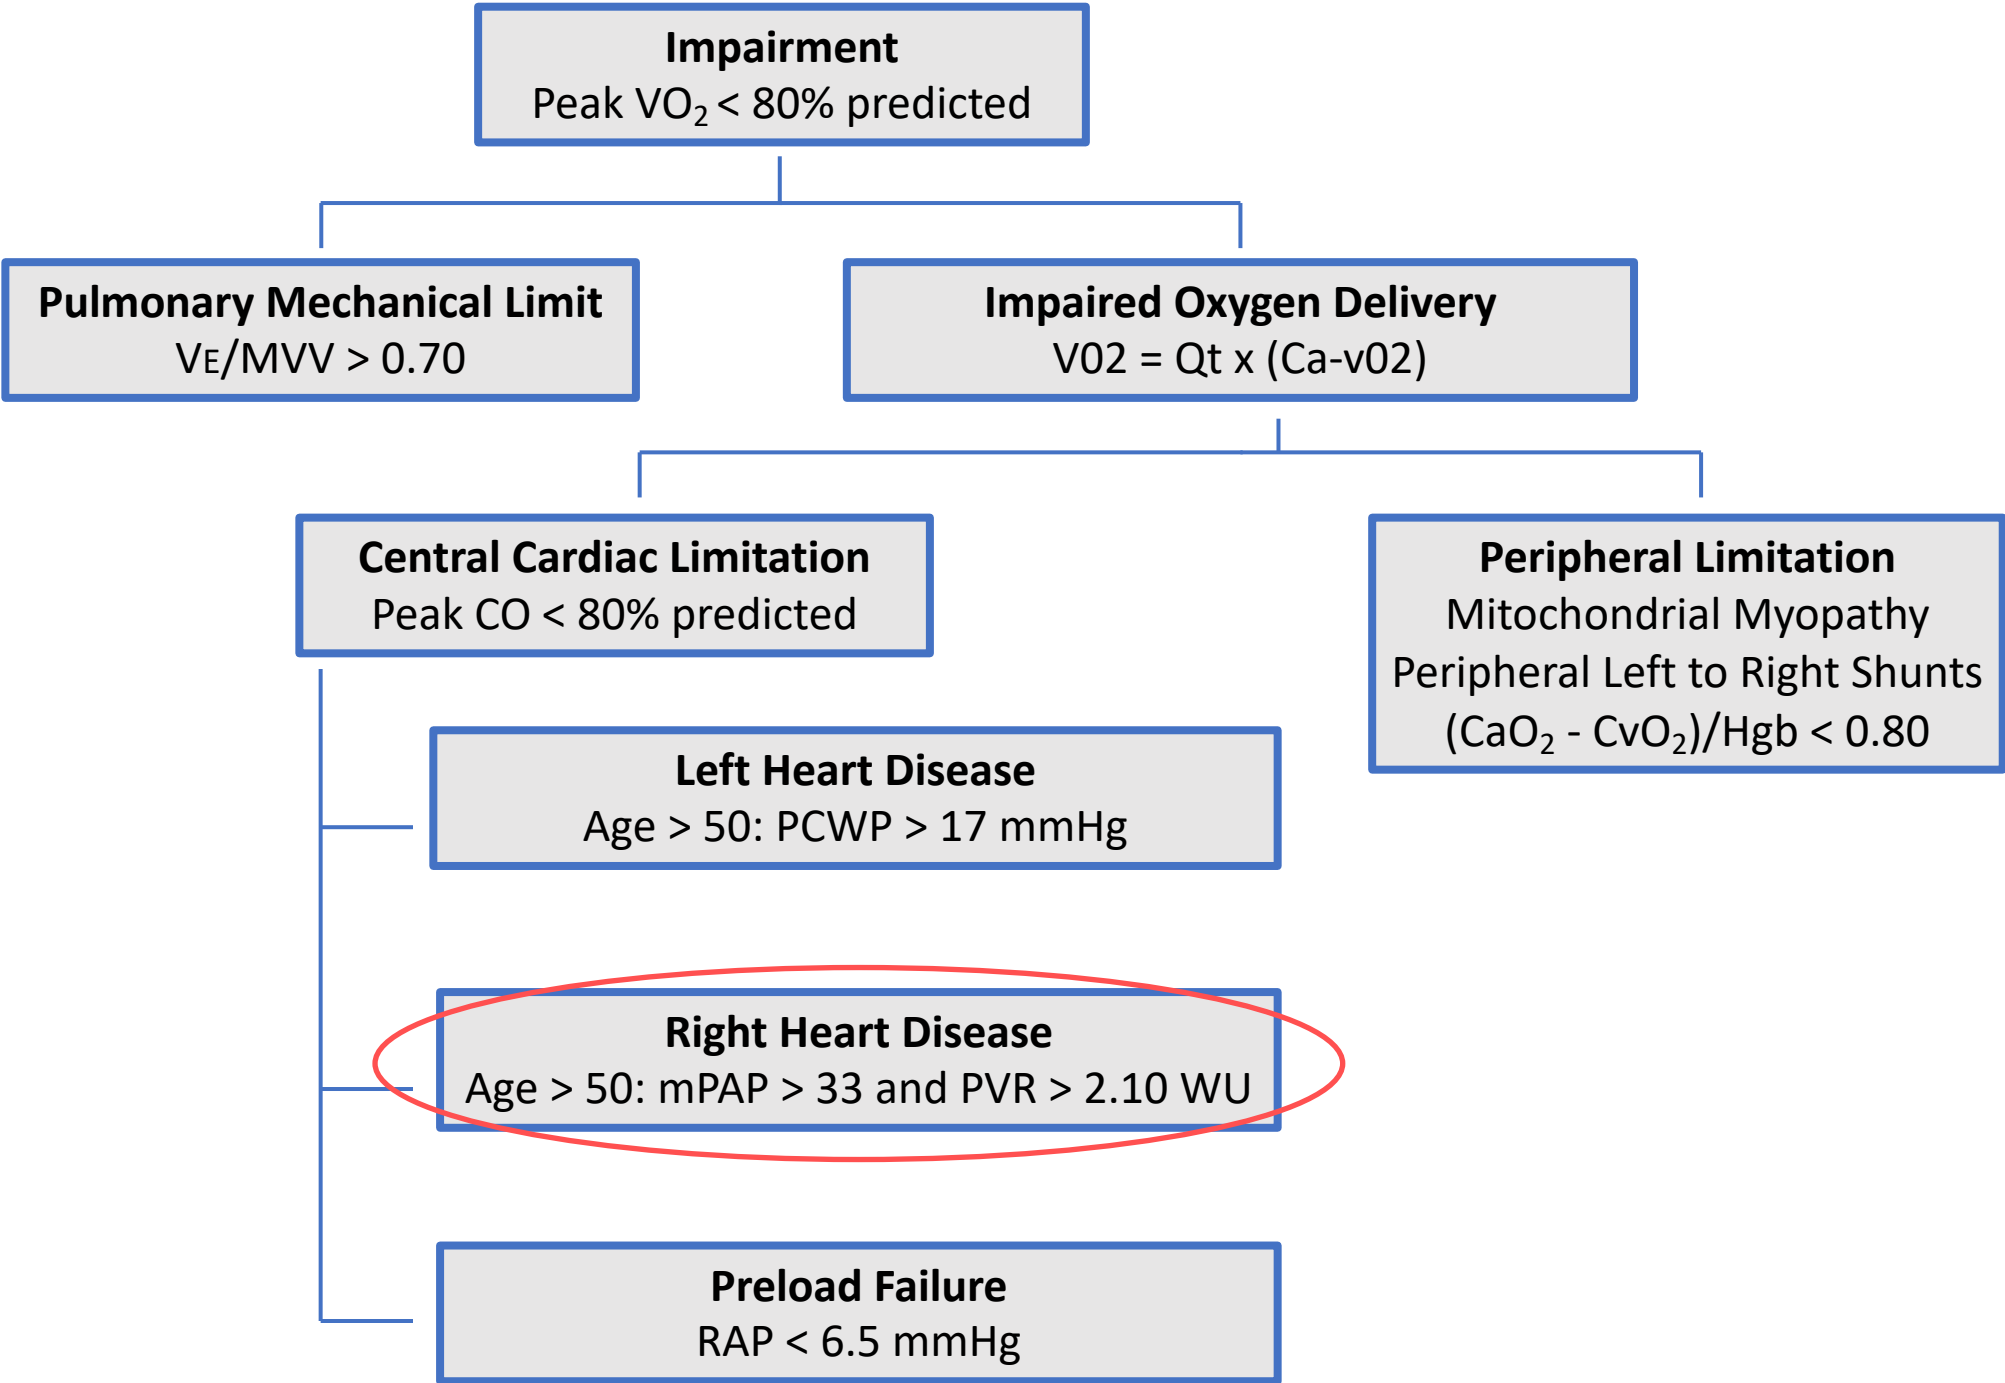 Impairment
Peak VO₂ < 80% predicted
Pulmonary Mechanical Limit
VE/MVV > 0.70
Impaired Oxygen Delivery
V02 = Qt x (Ca-v02)
Central Cardiac Limitation
Peak CO < 80% predicted
Peripheral Limitation
Mitochondrial Myopathy
Peripheral Left to Right Shunts
(CaO₂ - CvO₂)/Hgb < 0.80
Left Heart Disease
Age > 50: PCWP > 17 mmHg
Right Heart Disease
Age > 50: mPAP > 33 and PVR > 2.10 WU
Preload Failure
RAP < 6.5 mmHg